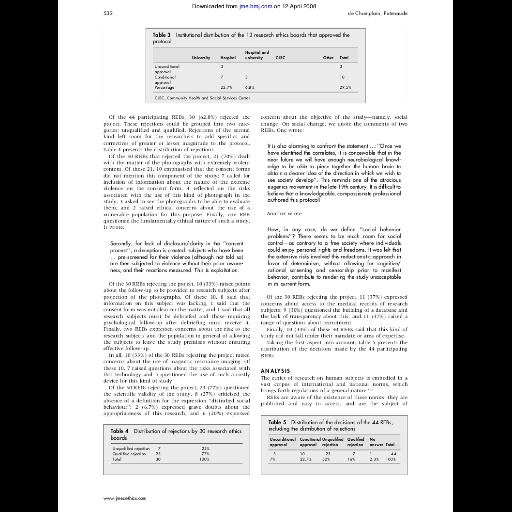 Downloaded from jme.bmj.com on 12 April 2008
532
de Champlain, Patenaude
Table 3 Institutional distribution of the 13 research ethics boards that approved the
protocol
University Hospital Hospital and university CLSC Other Total
Unconditional approval 3 3
Conditional approval 7 3 10
Percentage 22.7% 6.8% 29.5%
CLSC, Community Health and Social Services Center.
Of the 44 participating REBs, 30 rejected the
project. These rejections could be grouped into two cate-
gories: unqualified and qualified. Rejections of the second
kind left room for the researchers to add specifics and
correctives of greater or lesser magnitude to the protocol.
Table 4 presents the distribution of rejections.
Of the 30 REBs that rejected the project, 21 (70%) dealt
with the matter of the photographs with extremely violent
content. Of these 21, 10 emphasised that the consent forms
did not mention this component of the study; 7 called for
inclusion of information about the nature of the extreme
violence on the consent form; 4 reflected on the risks
associated with the use of this kind of photograph in the
study; 3 asked to see the photographs to be able to evaluate
them; and 2 raised ethical concerns about the use of a
vulnerable population for this purpose. Finally, one REB
questioned the fundamentally ethical nature of such a study.
It wrote:
Secondly, for lack of disclosure/clarity in the "consent
process", a deception is created: subjects who have been
... pre-screened for their violence (although not told so)
are then subjected to violence without their prior aware-
ness, and their reactions measured. This is exploitation.
Of the 30 REBs rejecting the project, 10 (33%) raised points
about the follow-up to be provided to research subjects after
projection of the photographs. Of these 10, 8 said that
information on this subject was lacking; 1 said that the
consent form was not clear on the matter; and 1 said that all
research subjects must be debriefed and those requiring
psychological follow-up after debriefing must receive it.
Finally, two REBs expressed concerns about the risk to the
research subjects and the population in general of allowing
the subjects to leave the study premises without ensuring
effective follow-up.
In all, 10 (33%) of the 30 REBs rejecting the project raised
concerns about the use of magnetic resonance imaging. Of
these 10, 7 raised questions about the risks associated with
this technology and 3 questioned the use of such a costly
device for this kind of study.
Of the 30 REBs rejecting the project, 23 (77%) questioned
the scientific validity of the study. 8 (27%) criticised the
absence of a definition for the expression "disturbed social
behaviour"; 2 (6.7%) expressed grave doubts about the
appropriateness of this research; and 6 (20%) expressed
Table 4 Distribution of rejections by 30 research ethics
boards
Unqualified rejection 7 23%
Qualified rejection 23 77%
Total 30 100%
concern about the objective of the study—namely, social
change. On social change, we quote the comments of two
REBs. One wrote:
It is also alarming to confront the statement ...: "Once we
have identified the correlates, it is conceivable that in the
near future we will have enough neurobiological knowl-
edge to be able to piece together the human brain to
obtain a clearer idea of the direction in which we wish to
see society develop". This reminds one of the atrocious
eugenics movement in the late 19th century. It is difficult to
believe that a knowledgeable, compassionate professional
authored this protocol!
Another wrote:
How, in any case, do we define "social behavior
problems"? There seems to be much room for social
control—as contrary to a free society where individuals
could enjoy personal rights and freedoms. It was felt that
the extensive risks involved this reductionistic approach in
favor of determinism, without allowing for cognitive/
rational screening and censorship prior to manifest
behavior, contribute to rendering the study unacceptable
in its current form.
Of the 30 REBs rejecting the project, 11 (37%) expressed
concerns about access to the medical records of research
subjects; 9 (30%) questioned the building of a database and
the lack of transparency about this; and 11 (37%) raised a
range of questions about recruitment.
Finally, 10 of these 30 REBs said that this kind of
study did not fall under their mandate or area of expertise.
Taking the first aspect into account, table 5 presents the
distribution of the decisions made by the 44 participating
REBs.
ANALYSIS
The ethics of research on human subjects is embodied in a
vast corpus of international and national norms, which
brings forth regulations of a general nature.
REBs are aware of the existence of these norms: they are
published and easy to access, and are the subject of
Table 5 Distribution of the decisions of the 44 REBs,
including the distribution of reactions
Unconditional approval Conditional approval Unqualified rejection Qualified rejection No answer Total
3 10 23 7 1 44
7% 22.7% 52% 16% 2.3% 100%
www.jmedicalethics.com